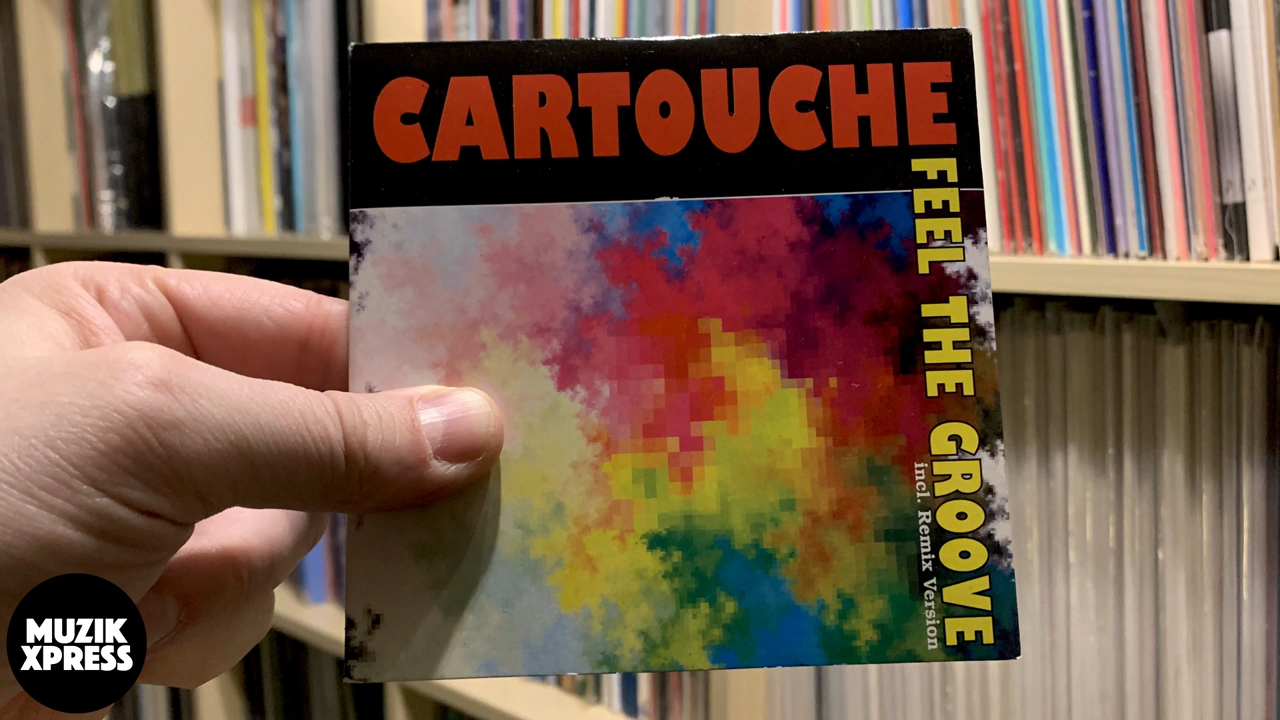 CARTOUCHE
FEEL THE GROOVE
incl. Remix Version
MUZIK
XPRESS